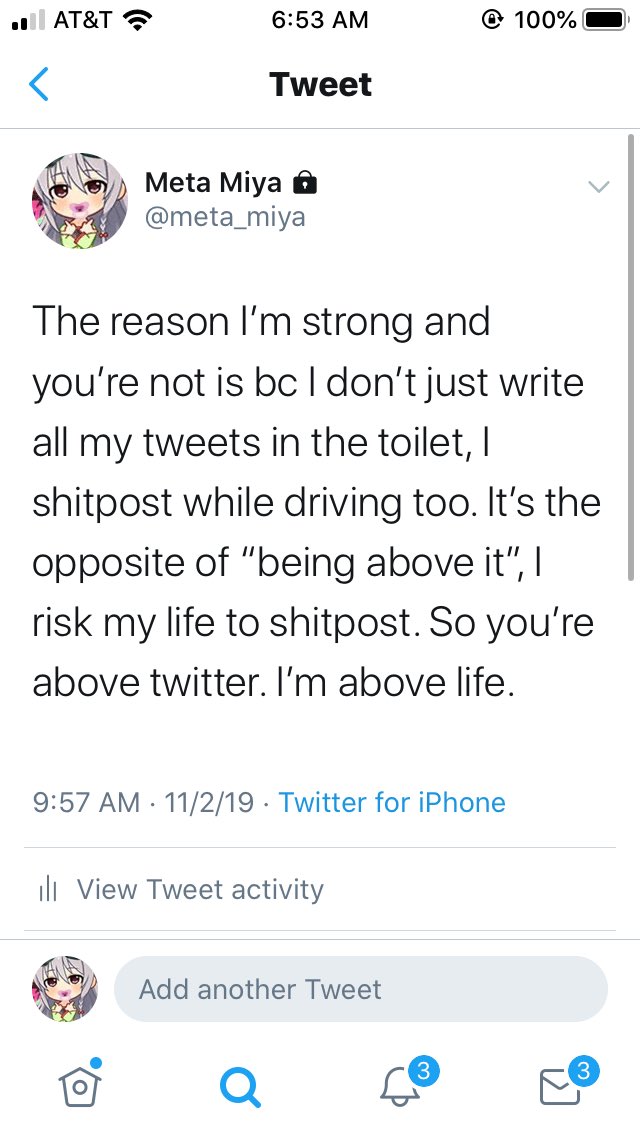 AT&T 6:53 AM 100%
Tweet
Meta Miya
@meta_miya
The reason I’m strong and
you’re not is bc I don’t just write
all my tweets in the toilet, I
shitpost while driving too. It’s the
opposite of “being above it”, I
risk my life to shitpost. So you’re
above twitter. I’m above life.
9:57 AM · 11/2/19 · Twitter for iPhone
View Tweet activity
Add another Tweet
3 3